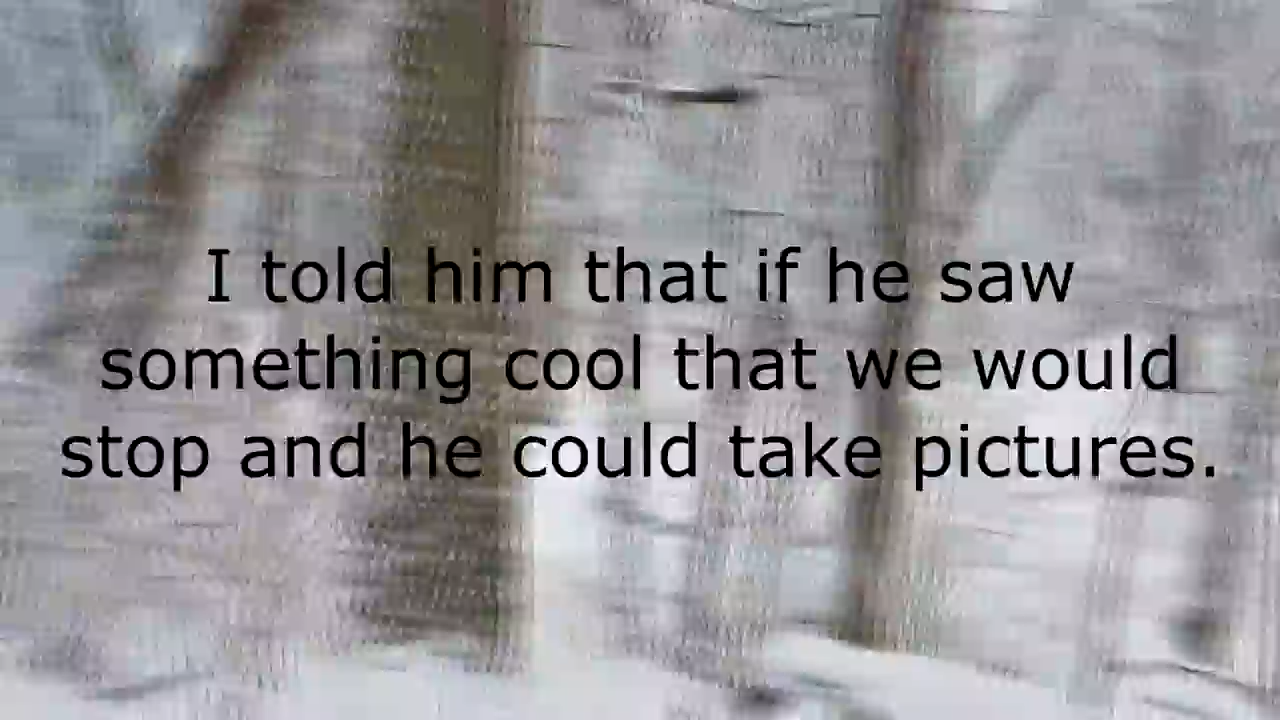 I told him that if he saw
something cool that we would
stop and he could take pictures.